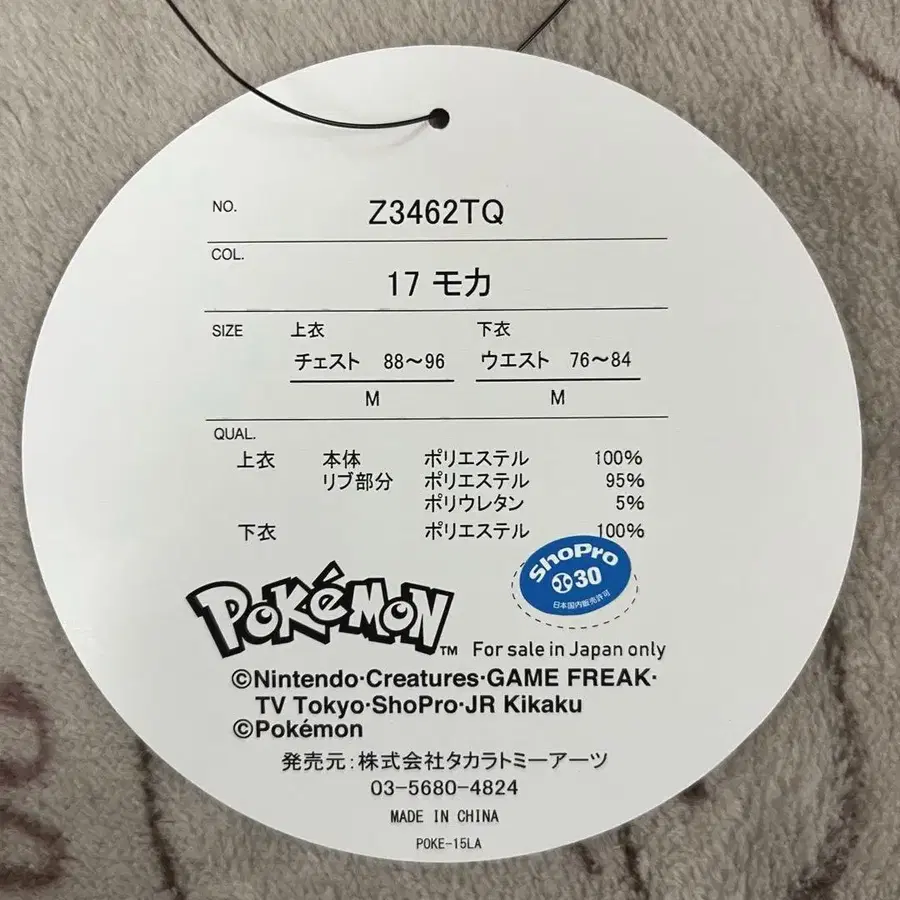 NO.
Z3462TQ
COL.
17 モカ
SIZE 上衣 下衣
チェスト 88〜96 ウエスト 76〜84
M M
QUAL.
上衣 本体 ポリエステル 100%
リブ部分 ポリエステル 95%
ポリウレタン 5%
下衣 ポリエステル 100%
ShoPro
30
日本国内販売許可
POKéMON™ For sale in Japan only
©Nintendo·Creatures·GAME FREAK·
TV Tokyo·ShoPro·JR Kikaku
©Pokémon
発売元:株式会社タカラトミーアーツ
03-5680-4824
MADE IN CHINA
POKE-15LA